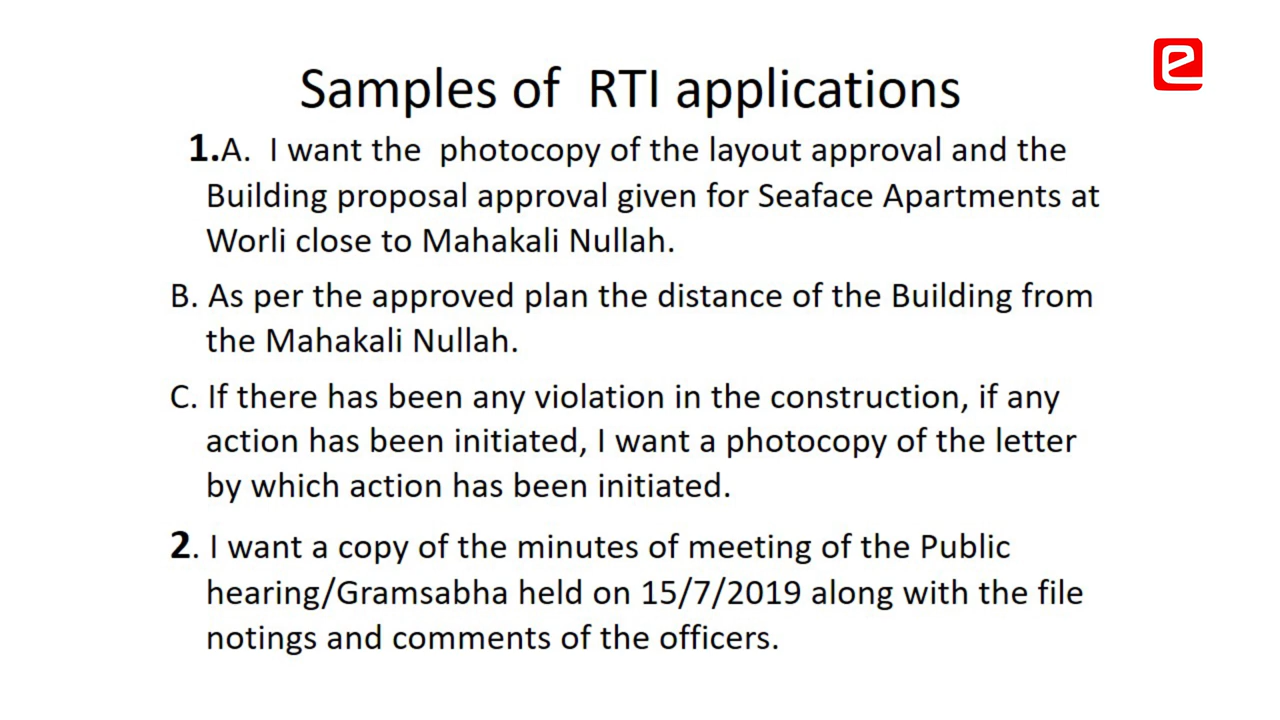 Samples of RTI applications
1.A. I want the photocopy of the layout approval and the
Building proposal approval given for Seaface Apartments at
Worli close to Mahakali Nullah.
B. As per the approved plan the distance of the Building from
the Mahakali Nullah.
C. If there has been any violation in the construction, if any
action has been initiated, I want a photocopy of the letter
by which action has been initiated.
2. I want a copy of the minutes of meeting of the Public
hearing/Gramsabha held on 15/7/2019 along with the file
notings and comments of the officers.